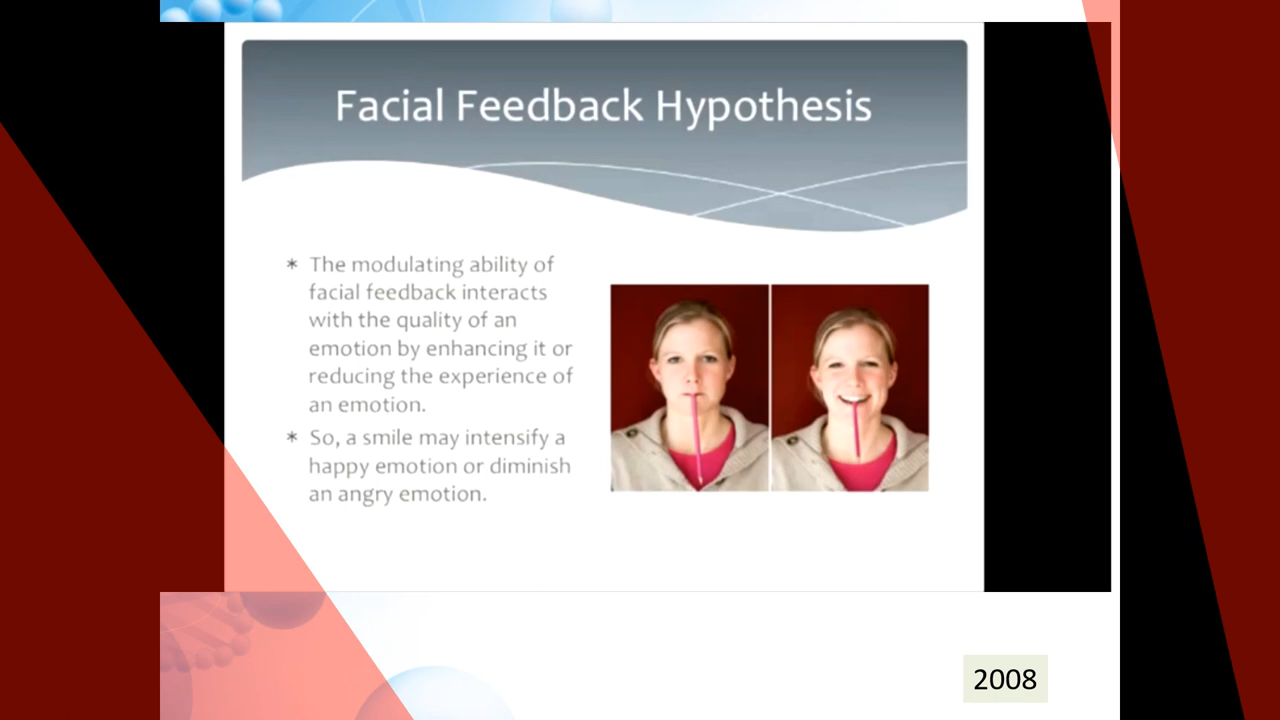 Facial Feedback Hypothesis
* The modulating ability of
facial feedback interacts
with the quality of an
emotion by enhancing it or
reducing the experience of
an emotion.
* So, a smile may intensify a
happy emotion or diminish
an angry emotion.
2008